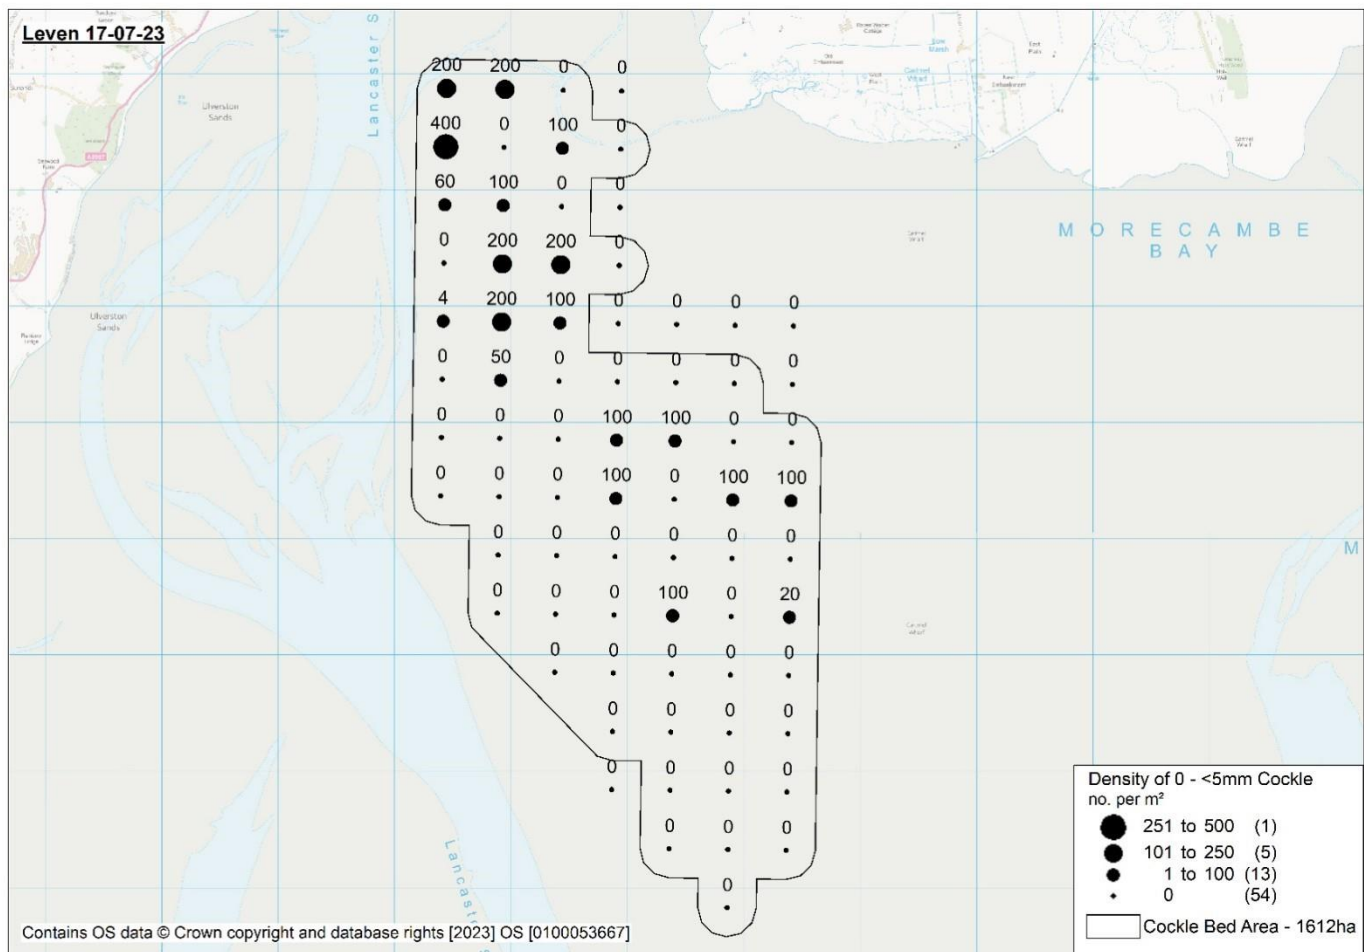 Leven 17-07-23
Lancaster S
Ulverston
Sands
200 200 0 0
400 0 100 0
60 100 0 0
MORECAMBE
BAY
0 200 200 0
4 200 100 0 0 0 0
Ulverston
Sands
0 50 0 0 0 0 0
0 0 0 100 100 0 0
0 0 0 100 0 100 100
0 0 0 0 0 0
M
0 0 0 100 0 20
0 0 0 0 0
0 0 0 0
0 0 0 0
0 0 0
0
Lancaster S
Density of 0 - <5mm Cockle
no. per m²
251 to 500 (1)
101 to 250 (5)
1 to 100 (13)
0 (54)
Cockle Bed Area - 1612ha
Contains OS data © Crown copyright and database rights [2023] OS [0100053667]